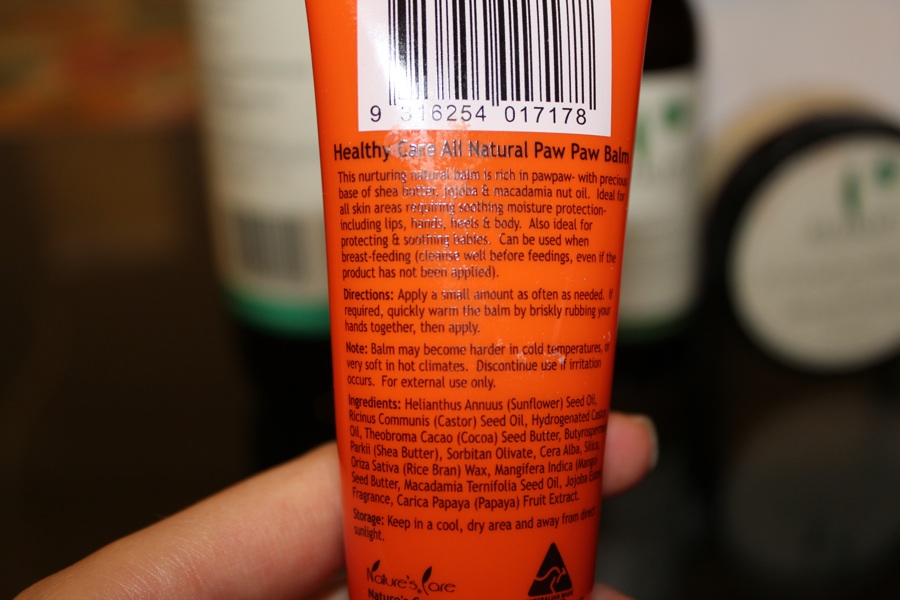 9 316254 017178
Healthy Care All Natural Paw Paw Balm
This nurturing natural balm is rich in pawpaw- with precious
base of shea butter, jojoba & macadamia nut oil. Ideal for
all skin areas requiring soothing moisture protection-
including lips, hands, heels & body. Also ideal for
protecting & soothing babies. Can be used when
breast-feeding (cleanse well before feedings, even if the
product has not been applied).
Directions: Apply a small amount as often as needed. If
required, quickly warm the balm by briskly rubbing your
hands together, then apply.
Note: Balm may become harder in cold temperatures, or
very soft in hot climates. Discontinue use if irritation
occurs. For external use only.
Ingredients: Helianthus Annuus (Sunflower) Seed Oil,
Ricinus Communis (Castor) Seed Oil, Hydrogenated Castor
Oil, Theobroma Cacao (Cocoa) Seed Butter,
Parkii (Shea Butter), Sorbitan Olivate, Cera Alba, Silica,
Oriza Sativa (Rice Bran) Wax, Mangifera Indica (Mango)
Seed Butter, Macadamia Ternifolia Seed Oil, Jojoba
Fragrance, Carica Papaya (Papaya) Fruit Extract.
Storage: Keep in a cool, dry area and away from direct
sunlight.
Nature's Care
Nature's